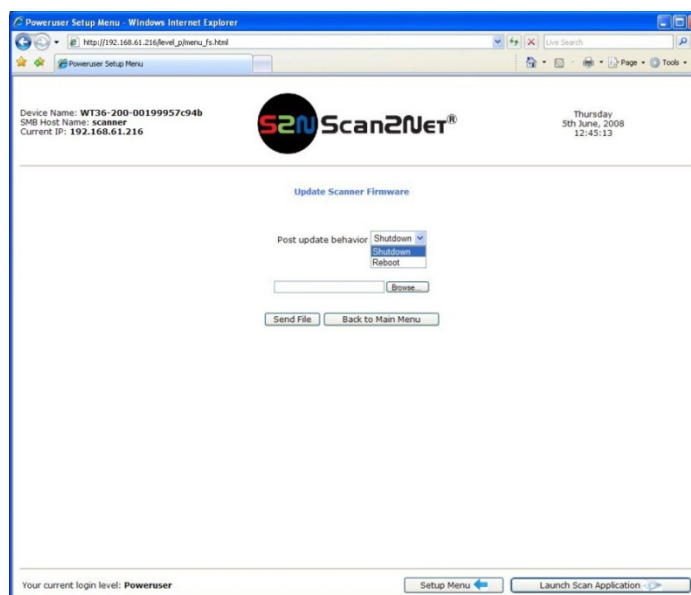 Poweruser Setup Menu - Windows Internet Explorer
http://192.168.61.216/level_p/menu_fs.html
Live Search
Poweruser Setup Menu
Page
Tools
Device Name: WT36-200-00199957c94b
SMB Host Name: scanner
Current IP: 192.168.61.216
S2N Scan2Net®
Thursday
5th June, 2008
12:45:13
Update Scanner Firmware
Post update behavior Shutdown
Shutdown
Reboot
Browse...
Send File
Back to Main Menu
Your current login level: Poweruser
Setup Menu
Launch Scan Application